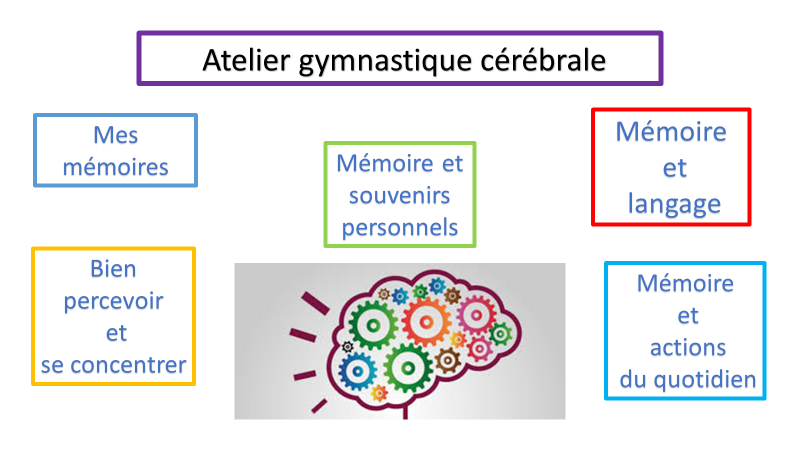 Atelier gymnastique cérébrale
Mes
mémoires
Mémoire et
souvenirs
personnels
Mémoire
et
langage
Bien
percevoir
et
se concentrer
Mémoire
et
actions
du quotidien